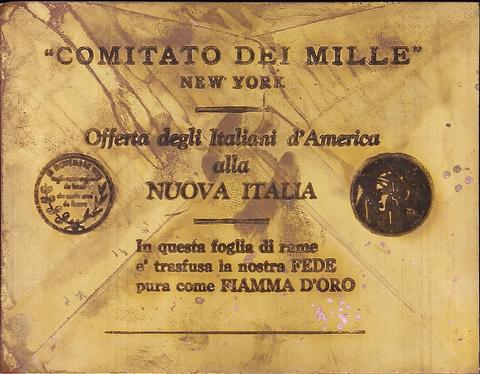 "COMITATO DEI MILLE"
NEW YORK
Offerta degli Italiani d'America
alla
NUOVA ITALIA
In questa foglia di rame
e' trasfusa la nostra FEDE
pura come FIAMMA D'ORO